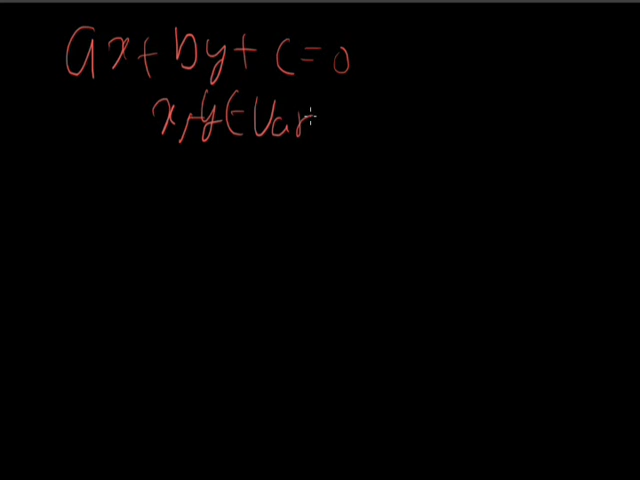 ax + by + c = 0
x, y ∈ Var